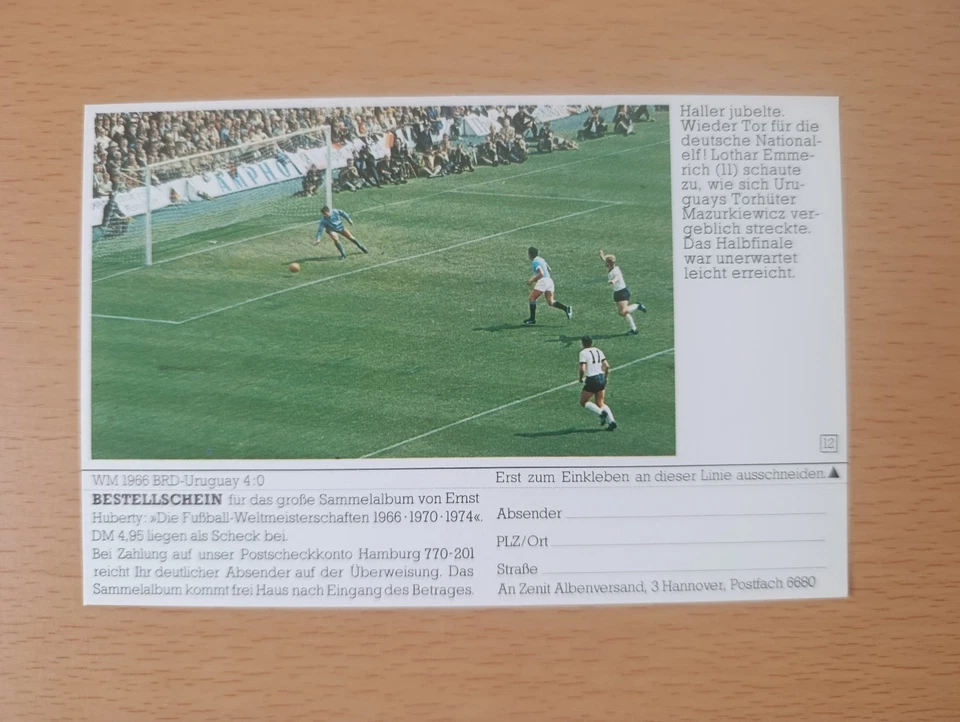 AMPHO
Haller jubelte.
Wieder Tor für die
deutsche National-
elf! Lothar Emme-
rich (11) schaute
zu, wie sich Uru-
guays Torhüter
Mazurkiewicz ver-
geblich streckte.
Das Halbfinale
war unerwartet
leicht erreicht.
11
12
WM 1966 BRD-Uruguay 4:0
BESTELLSCHEIN für das große Sammelalbum von Ernst
Huberty: »Die Fußball-Weltmeisterschaften 1966·1970·1974«.
DM 4,95 liegen als Scheck bei.
Bei Zahlung auf unser Postscheckkonto Hamburg 770-201
reicht Ihr deutlicher Absender auf der Überweisung. Das
Sammelalbum kommt frei Haus nach Eingang des Betrages.
Erst zum Einkleben an dieser Linie ausschneiden.▲
Absender
PLZ/Ort
Straße
An Zenit Albenversand, 3 Hannover, Postfach 6680